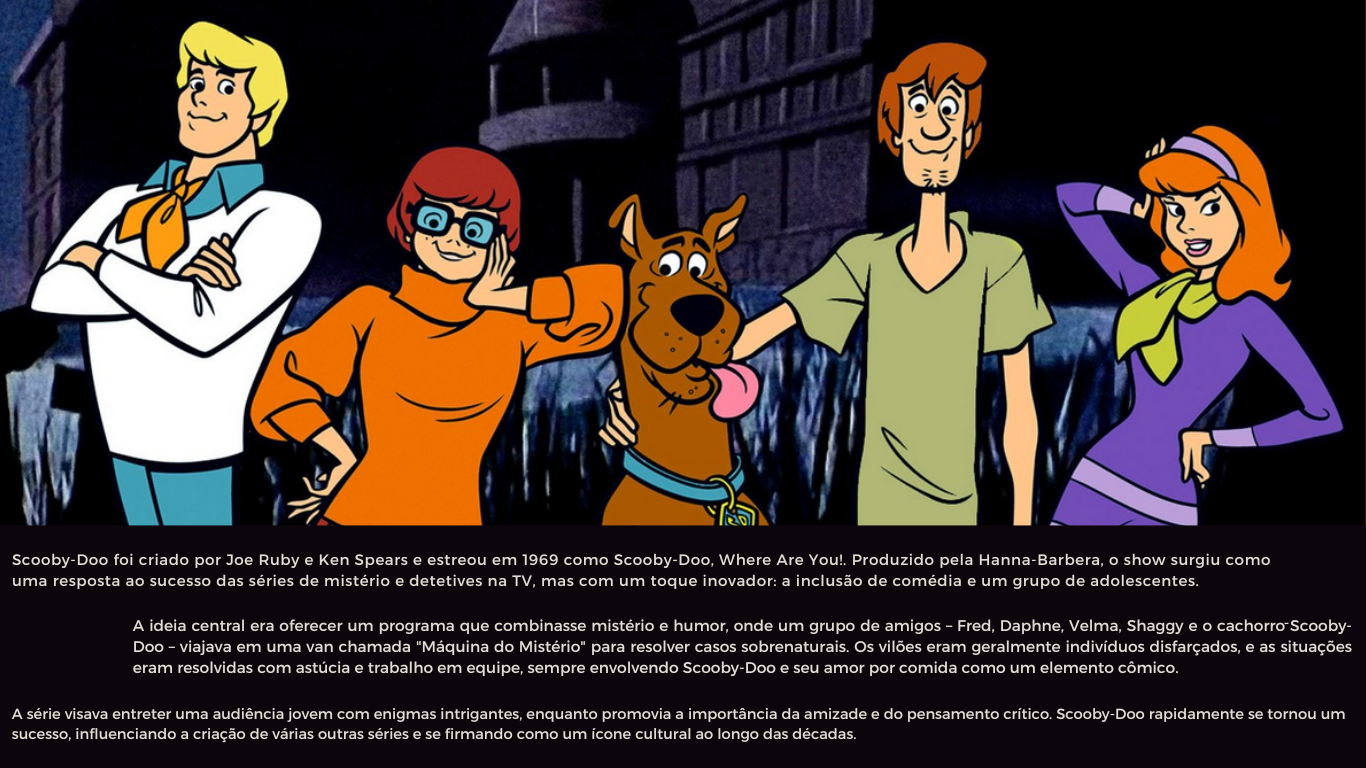 Scooby-Doo foi criado por Joe Ruby e Ken Spears e estreou em 1969 como Scooby-Doo, Where Are You!. Produzido pela Hanna-Barbera, o show surgiu como
uma resposta ao sucesso das séries de mistério e detetives na TV, mas com um toque inovador: a inclusão de comédia e um grupo de adolescentes.
A ideia central era oferecer um programa que combinasse mistério e humor, onde um grupo de amigos – Fred, Daphne, Velma, Shaggy e o cachorro Scooby-
Doo – viajava em uma van chamada "Máquina do Mistério" para resolver casos sobrenaturais. Os vilões eram geralmente indivíduos disfarçados, e as situações
eram resolvidas com astúcia e trabalho em equipe, sempre envolvendo Scooby-Doo e seu amor por comida como um elemento cômico.
A série visava entreter uma audiência jovem com enigmas intrigantes, enquanto promovia a importância da amizade e do pensamento crítico. Scooby-Doo rapidamente se tornou um
sucesso, influenciando a criação de várias outras séries e se firmando como um ícone cultural ao longo das décadas.